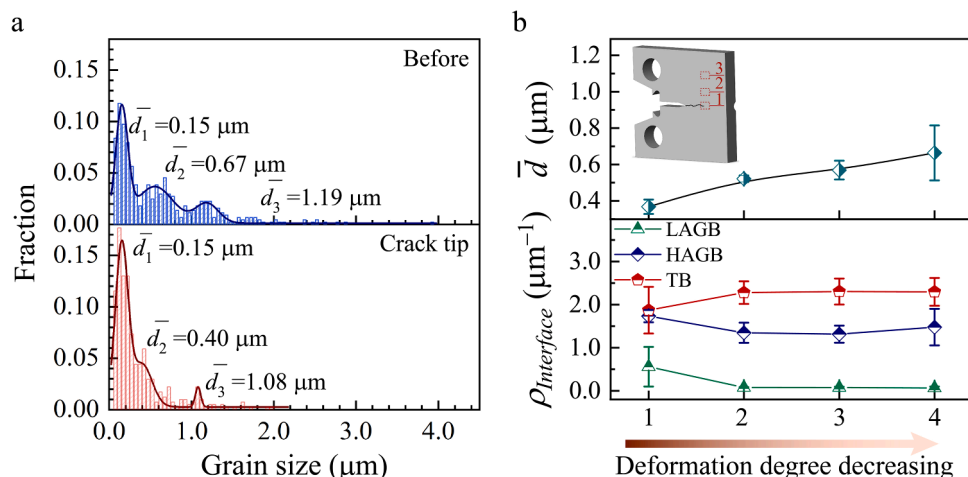 a
Before
0.15
0.10
0.05
0.00
d̅₁ =0.15 μm
d̅₂ =0.67 μm
d̅₃ =1.19 μm
Fraction
Crack tip
0.15
0.10
0.05
0.00
d̅₁ =0.15 μm
d̅₂ =0.40 μm
d̅₃ =1.08 μm
0.0 1.0 2.0 3.0 4.0
Grain size (μm)
b
d̅ (μm)
1.2
1.0
0.8
0.6
0.4
3
2
1
ρInterface (μm⁻¹)
3.0
2.0
1.0
0.0
LAGB
HAGB
TB
1 2 3 4
Deformation degree decreasing